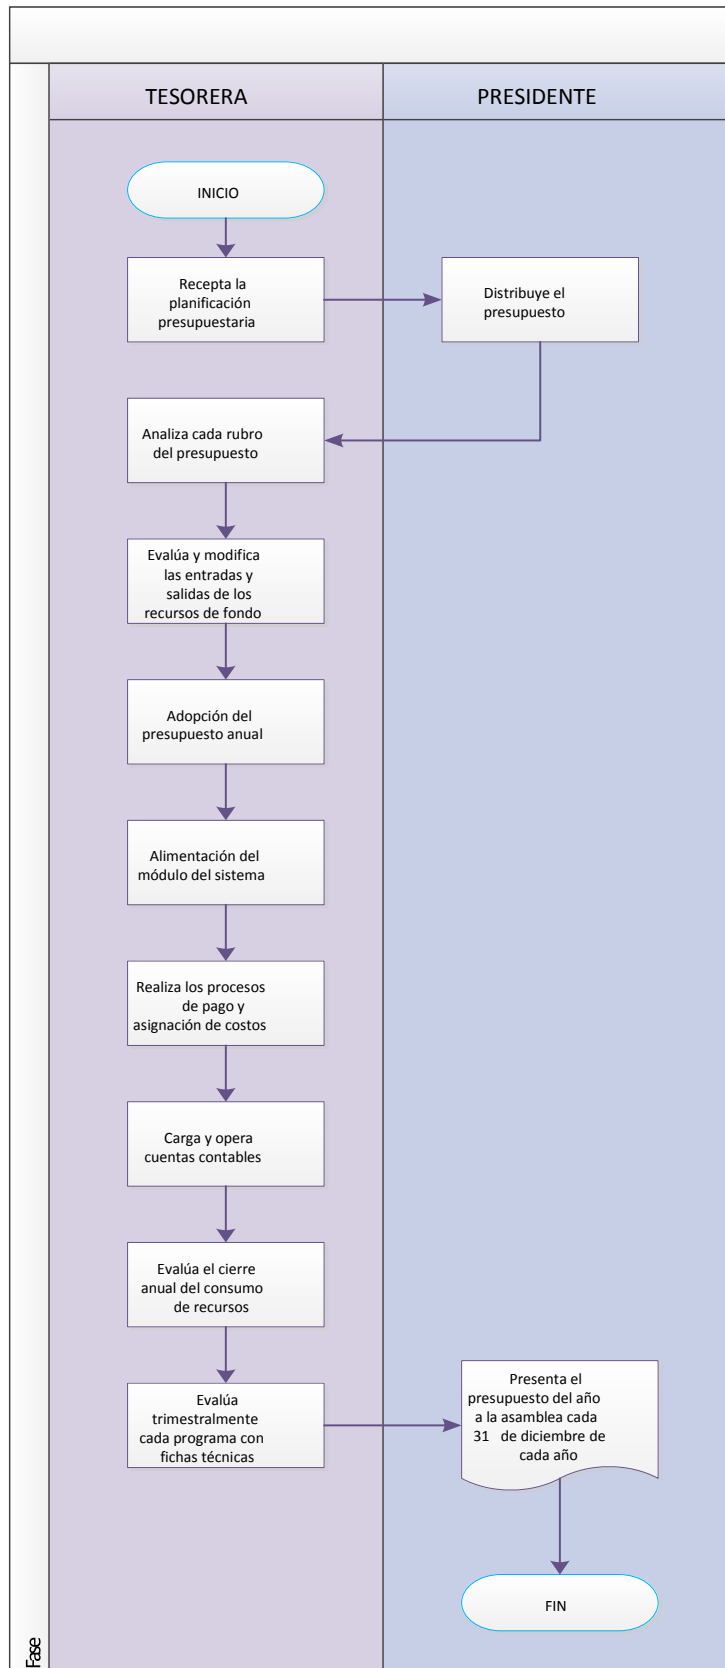 TESORERA
PRESIDENTE
INICIO
Recepta la
planificación
presupuestaria
Distribuye el
presupuesto
Analiza cada rubro
del presupuesto
Evalúa y modifica
las entradas y
salidas de los
recursos de fondo
Adopción del
presupuesto anual
Alimentación del
módulo del sistema
Realiza los procesos
de pago y
asignación de costos
Carga y opera
cuentas contables
Evalúa el cierre
anual del consumo
de recursos
Evalúa
trimestralmente
cada programa con
fichas técnicas
Presenta el
presupuesto del año
a la asamblea cada
31 de diciembre de
cada año
FIN
Fase